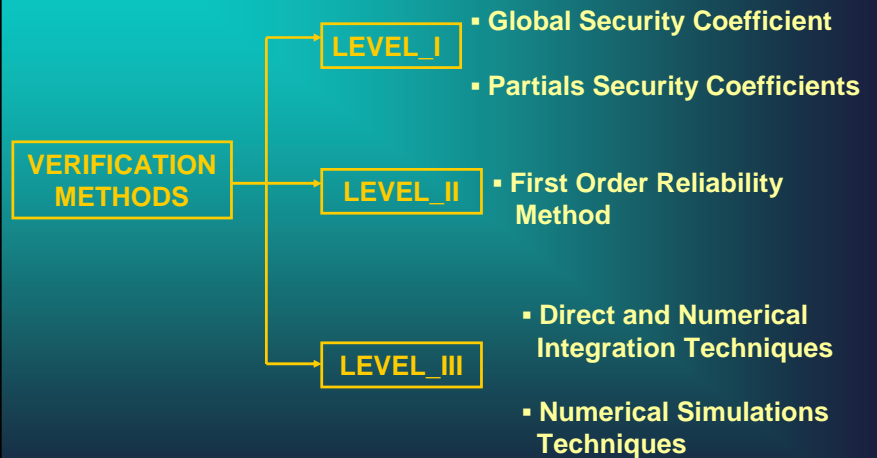 VERIFICATION
METHODS
LEVEL_I
▪ Global Security Coefficient
▪ Partials Security Coefficients
LEVEL_II
▪ First Order Reliability
Method
LEVEL_III
▪ Direct and Numerical
Integration Techniques
▪ Numerical Simulations
Techniques